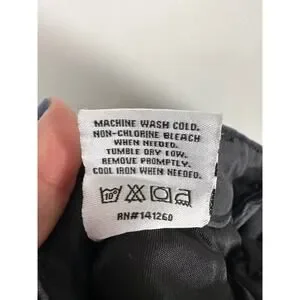 MACHINE WASH COLD.
NON-CHLORINE BLEACH
WHEN NEEDED.
TUMBLE DRY LOW.
REMOVE PROMPTLY.
COOL IRON WHEN NEEDED.
RN#141260